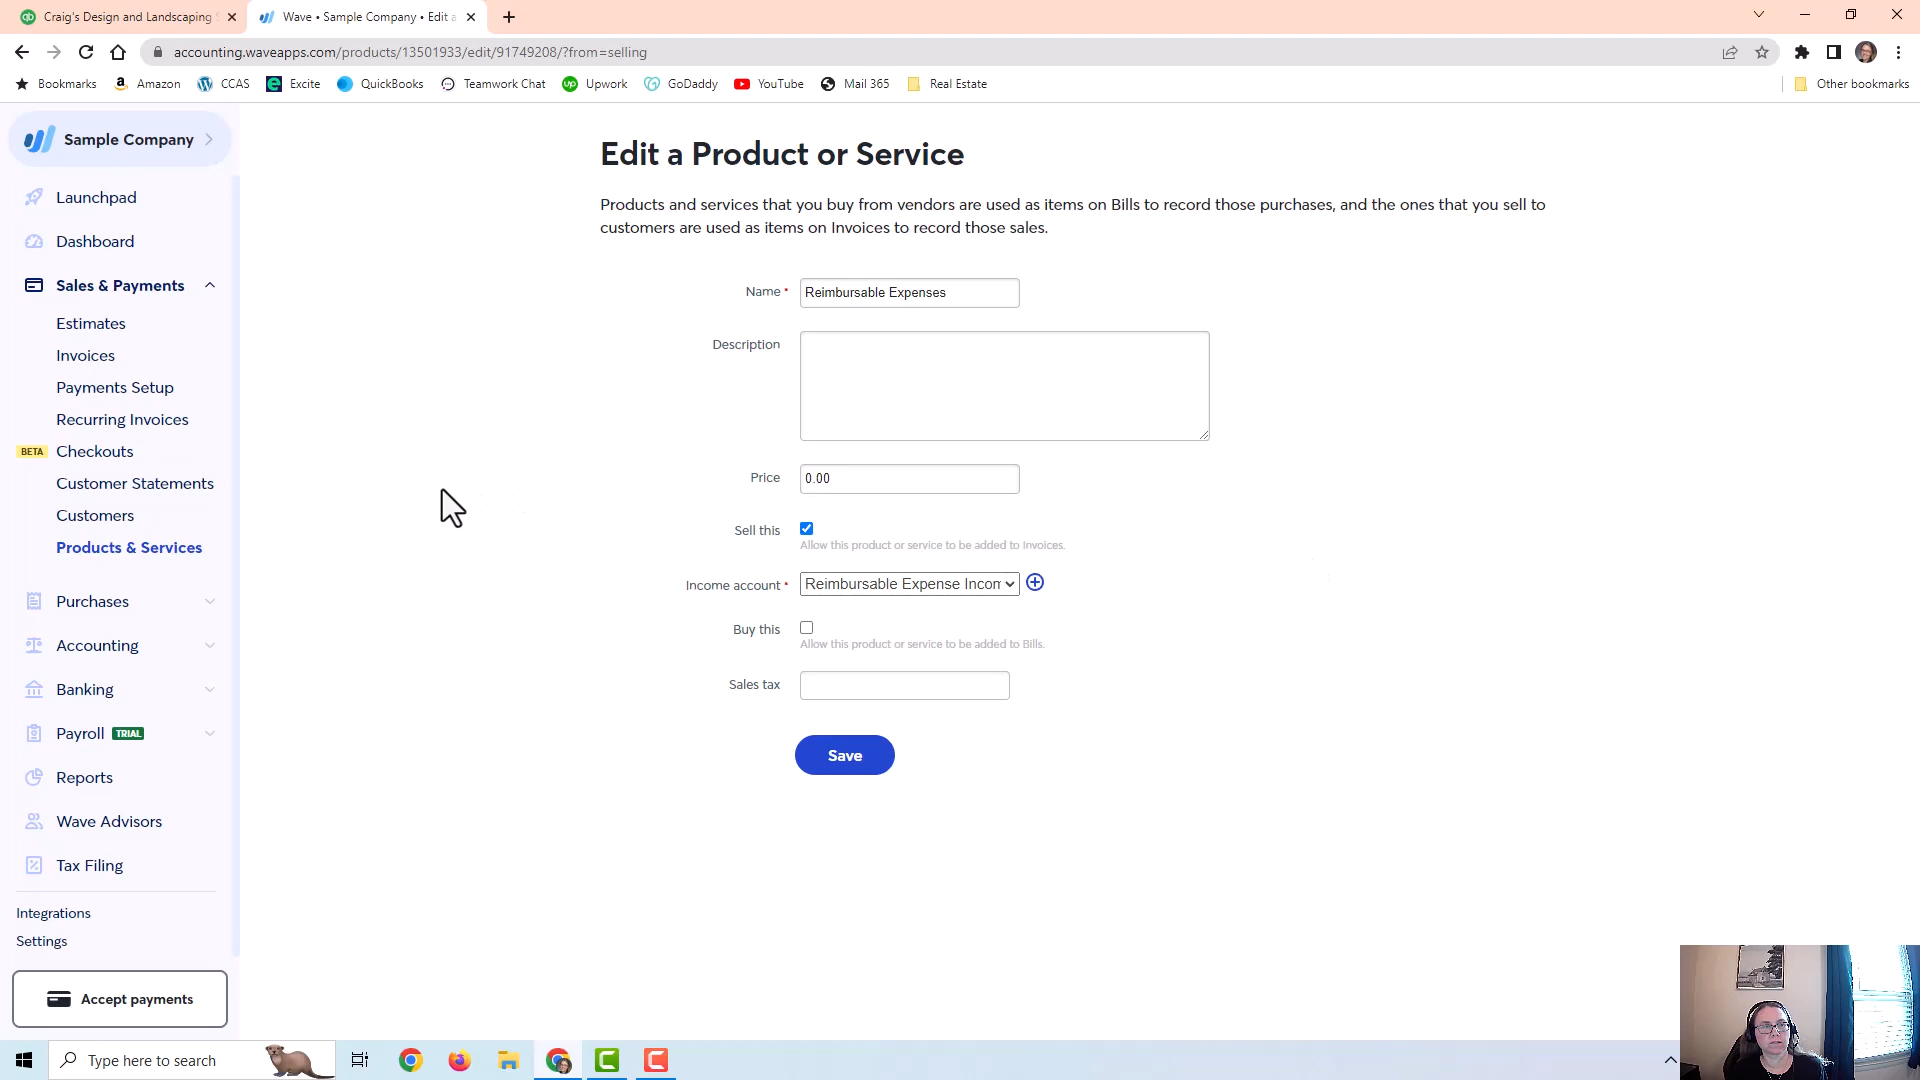 Craig's Design and Landscaping S
Wave • Sample Company • Edit a
accounting.waveapps.com/products/13501933/edit/91749208/?from=selling
Bookmarks Amazon CCAS Excite QuickBooks Teamwork Chat Upwork GoDaddy YouTube Mail 365 Real Estate Other bookmarks
Sample Company
Launchpad
Dashboard
Sales & Payments
Estimates
Invoices
Payments Setup
Recurring Invoices
BETA Checkouts
Customer Statements
Customers
Products & Services
Purchases
Accounting
Banking
Payroll TRIAL
Reports
Wave Advisors
Tax Filing
Integrations
Settings
Accept payments
Edit a Product or Service
Products and services that you buy from vendors are used as items on Bills to record those purchases, and the ones that you sell to
customers are used as items on Invoices to record those sales.
Name • Reimbursable Expenses
Description
Price 0.00
Sell this
Allow this product or service to be added to Invoices.
Income account • Reimbursable Expense Incom
Buy this
Allow this product or service to be added to Bills.
Sales tax
Save
Type here to search